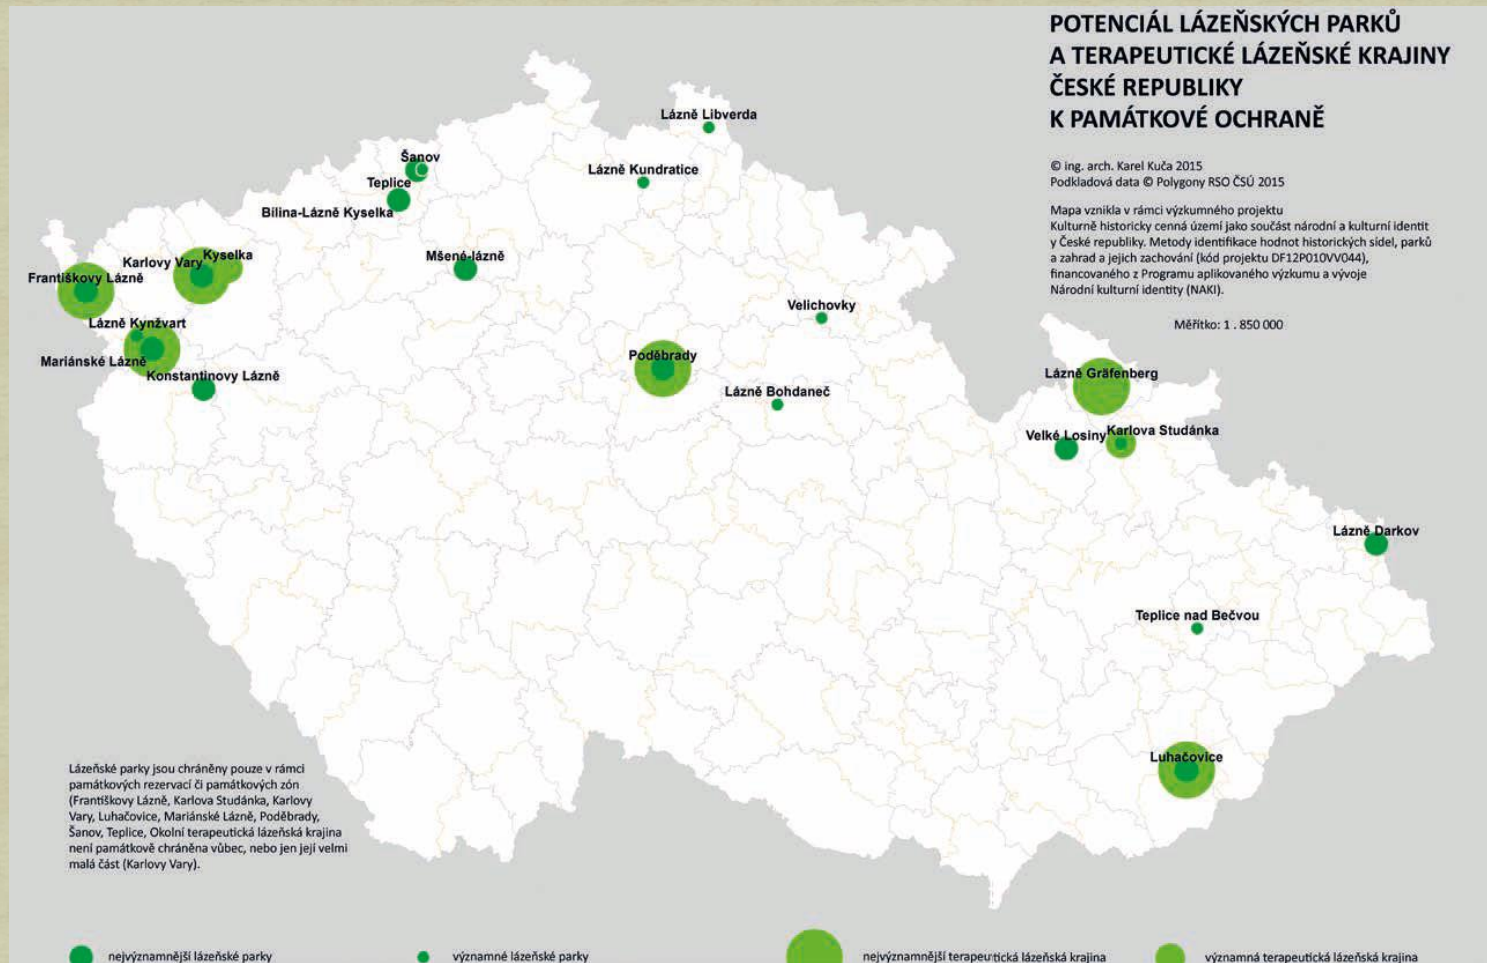 POTENCIÁL LÁZEŇSKÝCH PARKŮ
A TERAPEUTICKÉ LÁZEŇSKÉ KRAJINY
ČESKÉ REPUBLIKY
K PAMÁTKOVÉ OCHRANĚ
© ing. arch. Karel Kuča 2015
Podkladová data © Polygony RSO ČSÚ 2015
Mapa vznikla v rámci výzkumného projektu
Kulturně historicky cenná území jako součást národní a kulturní identit
y České republiky. Metody identifikace hodnot historických sídel, parků
a zahrad a jejich zachování (kód projektu DF12P010VV044),
financovaného z Programu aplikovaného výzkumu a vývoje
Národní kulturní identity (NAKI).
Měřítko: 1 . 850 000
Lázně Libverda
Šanov
Lázně Kundratice
Teplice
Bílina-Lázně Kyselka
Kyselka
Karlovy Vary
Mšené-lázně
Františkovy Lázně
Velichovky
Lázně Kynžvart
Mariánské Lázně
Poděbrady
Konstantinovy Lázně
Lázně Gräfenberg
Lázně Bohdaneč
Karlova Studánka
Velké Losiny
Lázně Darkov
Teplice nad Bečvou
Luhačovice
Lázeňské parky jsou chráněny pouze v rámci
památkových rezervací či památkových zón
(Františkovy Lázně, Karlova Studánka, Karlovy
Vary, Luhačovice, Mariánské Lázně, Poděbrady,
Šanov, Teplice, Okolní terapeutická lázeňská krajina
není památkově chráněna vůbec, nebo jen její velmi
malá část (Karlovy Vary).
nejvýznamnější lázeňské parky
významné lázeňské parky
nejvýznamnější terapeutická lázeňská krajina
významná terapeutická lázeňská krajina